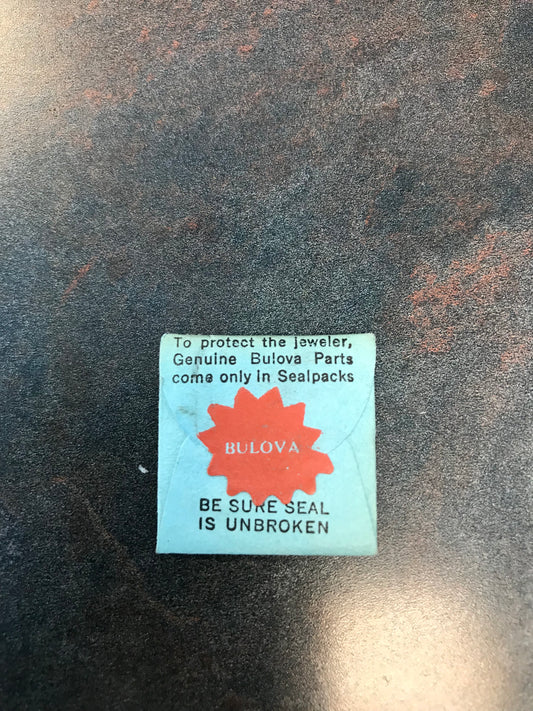 To protect the jeweler,
Genuine Bulova Parts
come only in Sealpacks
BULOVA
BE SURE SEAL
IS UNBROKEN